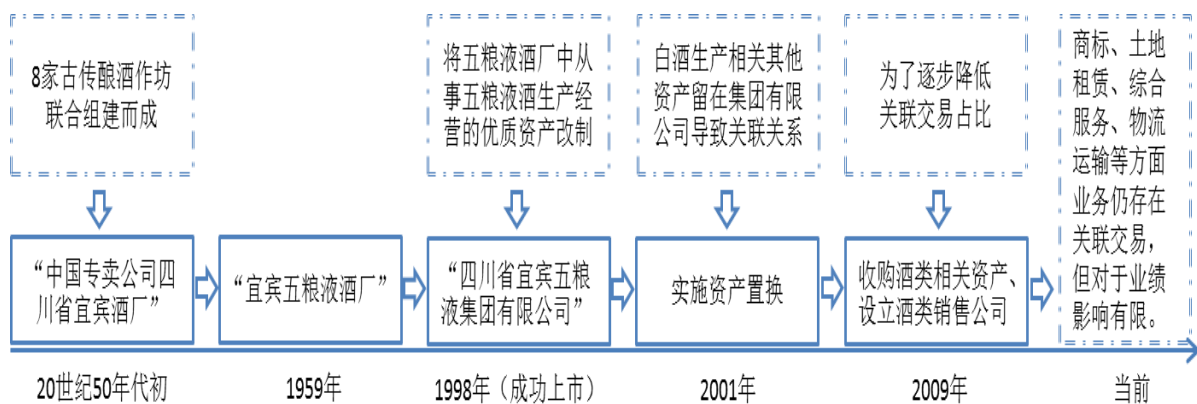 8家古传酿酒作坊
联合组建而成
将五粮液酒厂中从
事五粮液酒生产经
营的优质资产改制
白酒生产相关其他
资产留在集团有限
公司导致关联关系
为了逐步降低
关联交易占比
商标、土地
租赁、综合
服务、物流
运输等方面
业务仍存在
关联交易，
但对于业绩
影响有限。
“中国专卖公司四
川省宜宾酒厂”
“宜宾五粮液酒厂”
“四川省宜宾五粮
液集团有限公司”
实施资产置换
收购酒类相关资产、
设立酒类销售公司
20世纪50年代初
1959年
1998年（成功上市）
2001年
2009年
当前